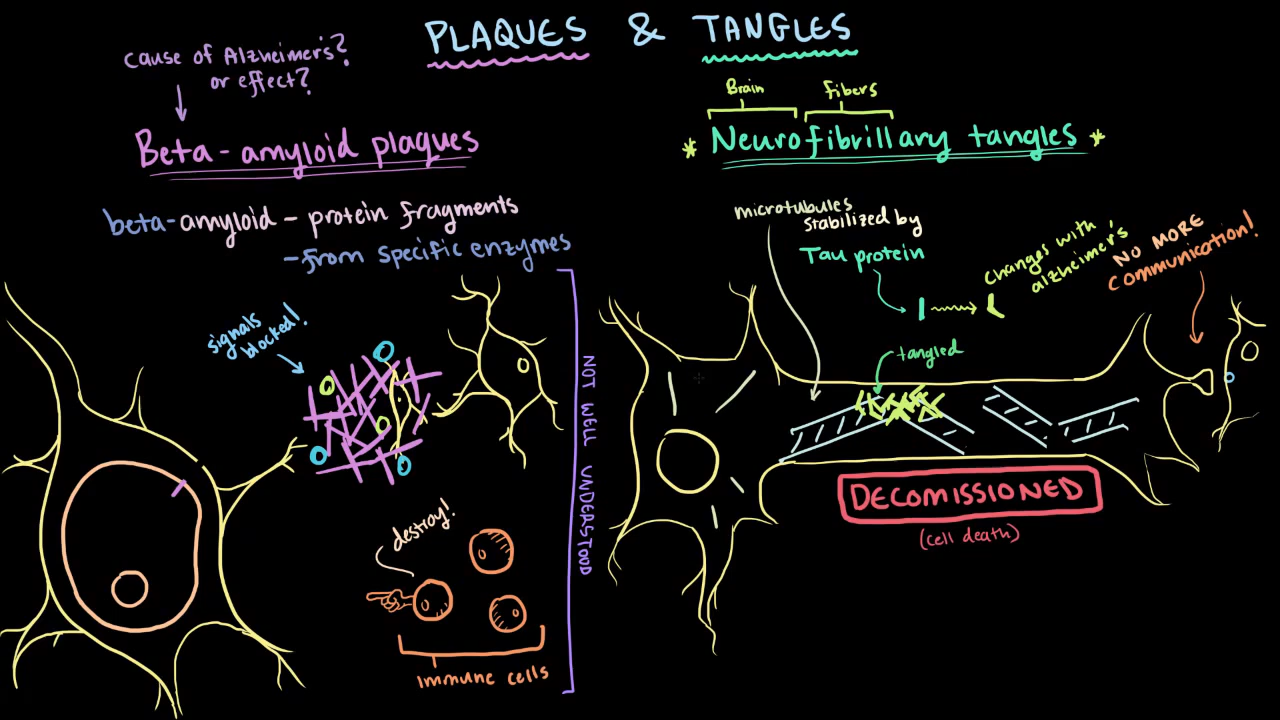 PLAQUES & TANGLES
cause of Alzheimer's?
or effect?
Beta-amyloid plaques
beta-amyloid - protein fragments
- from specific enzymes
signals
blocked!
destroy!
immune cells
NOT WELL UNDERSTOOD
Brain fibers
* Neurofibrillary tangles *
microtubules
stabilized by
Tau protein
changes with
alzheimer's
NO MORE
communication!
tangled
DECOMISSIONED
(cell death)